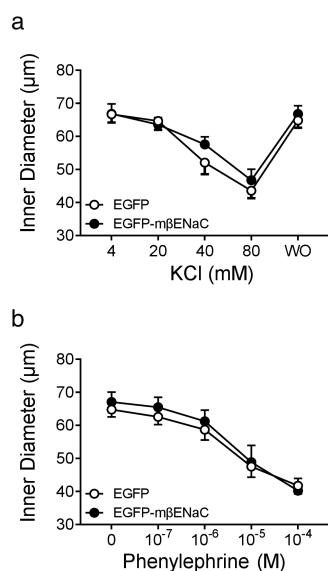 a
80
70
60
50
40
30
Inner Diameter (µm)
EGFP
EGFP-mβENaC
4 20 40 80 WO
KCl (mM)
b
80
70
60
50
40
30
Inner Diameter (µm)
EGFP
EGFP-mβENaC
0 10⁻⁷ 10⁻⁶ 10⁻⁵ 10⁻⁴
Phenylephrine (M)